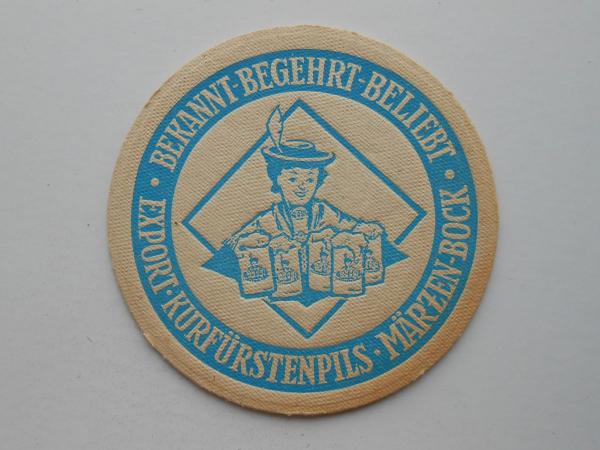 BEKANNT-BEGEHRT-BELIEBT
EXPORT · KURFÜRSTENPILS · MÄRZEN-BOCK